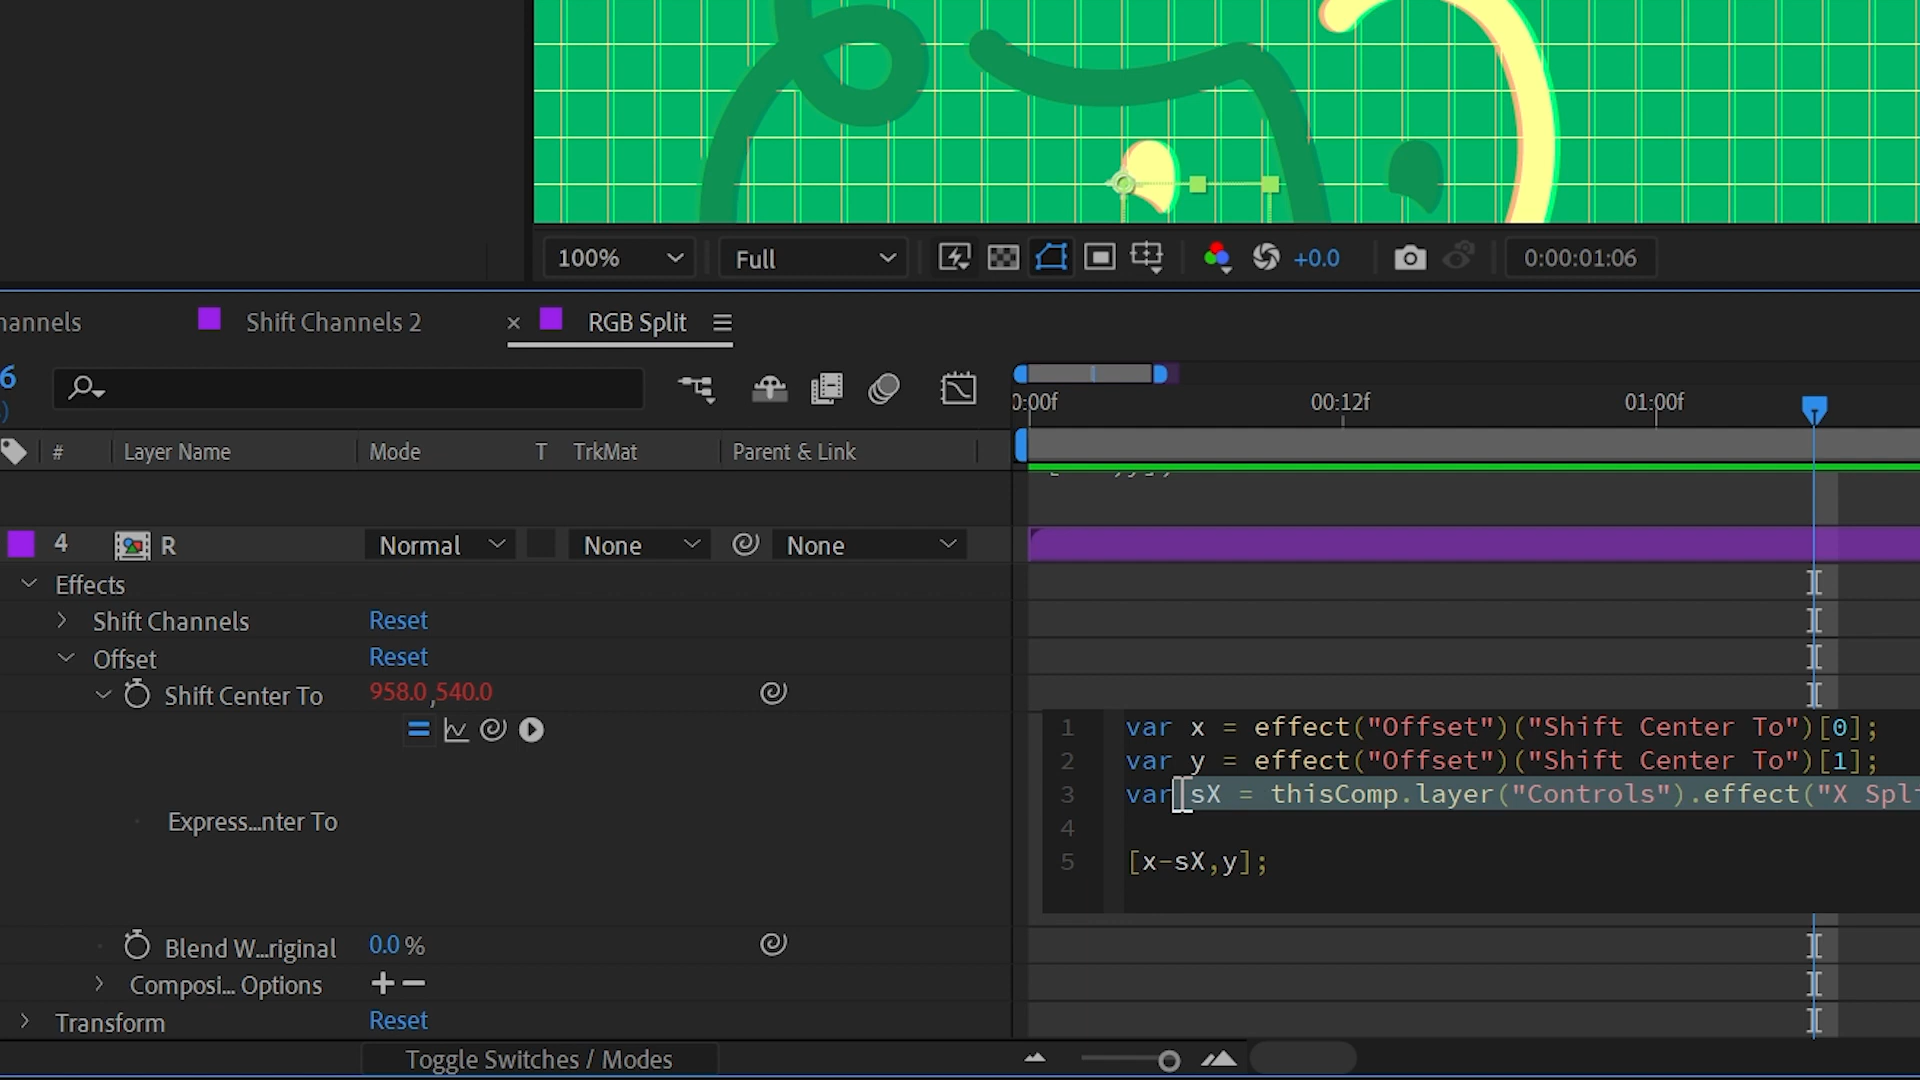 100%
Full
+0.0
0:00:01:06
hannels
Shift Channels 2
× RGB Split
6
)
0:00f
00:12f
01:00f
#
Layer Name
Mode
T
TrkMat
Parent & Link
4
R
Normal
None
None
Effects
Shift Channels
Reset
Offset
Reset
Shift Center To
958.0,540.0
1 var x = effect("Offset")("Shift Center To")[0];
2 var y = effect("Offset")("Shift Center To")[1];
3 var sX = thisComp.layer("Controls").effect("X Spl
4
5 [x-sX,y];
Express...nter To
Blend W...riginal
0.0 %
Composi... Options
+ −
Transform
Reset
Toggle Switches / Modes